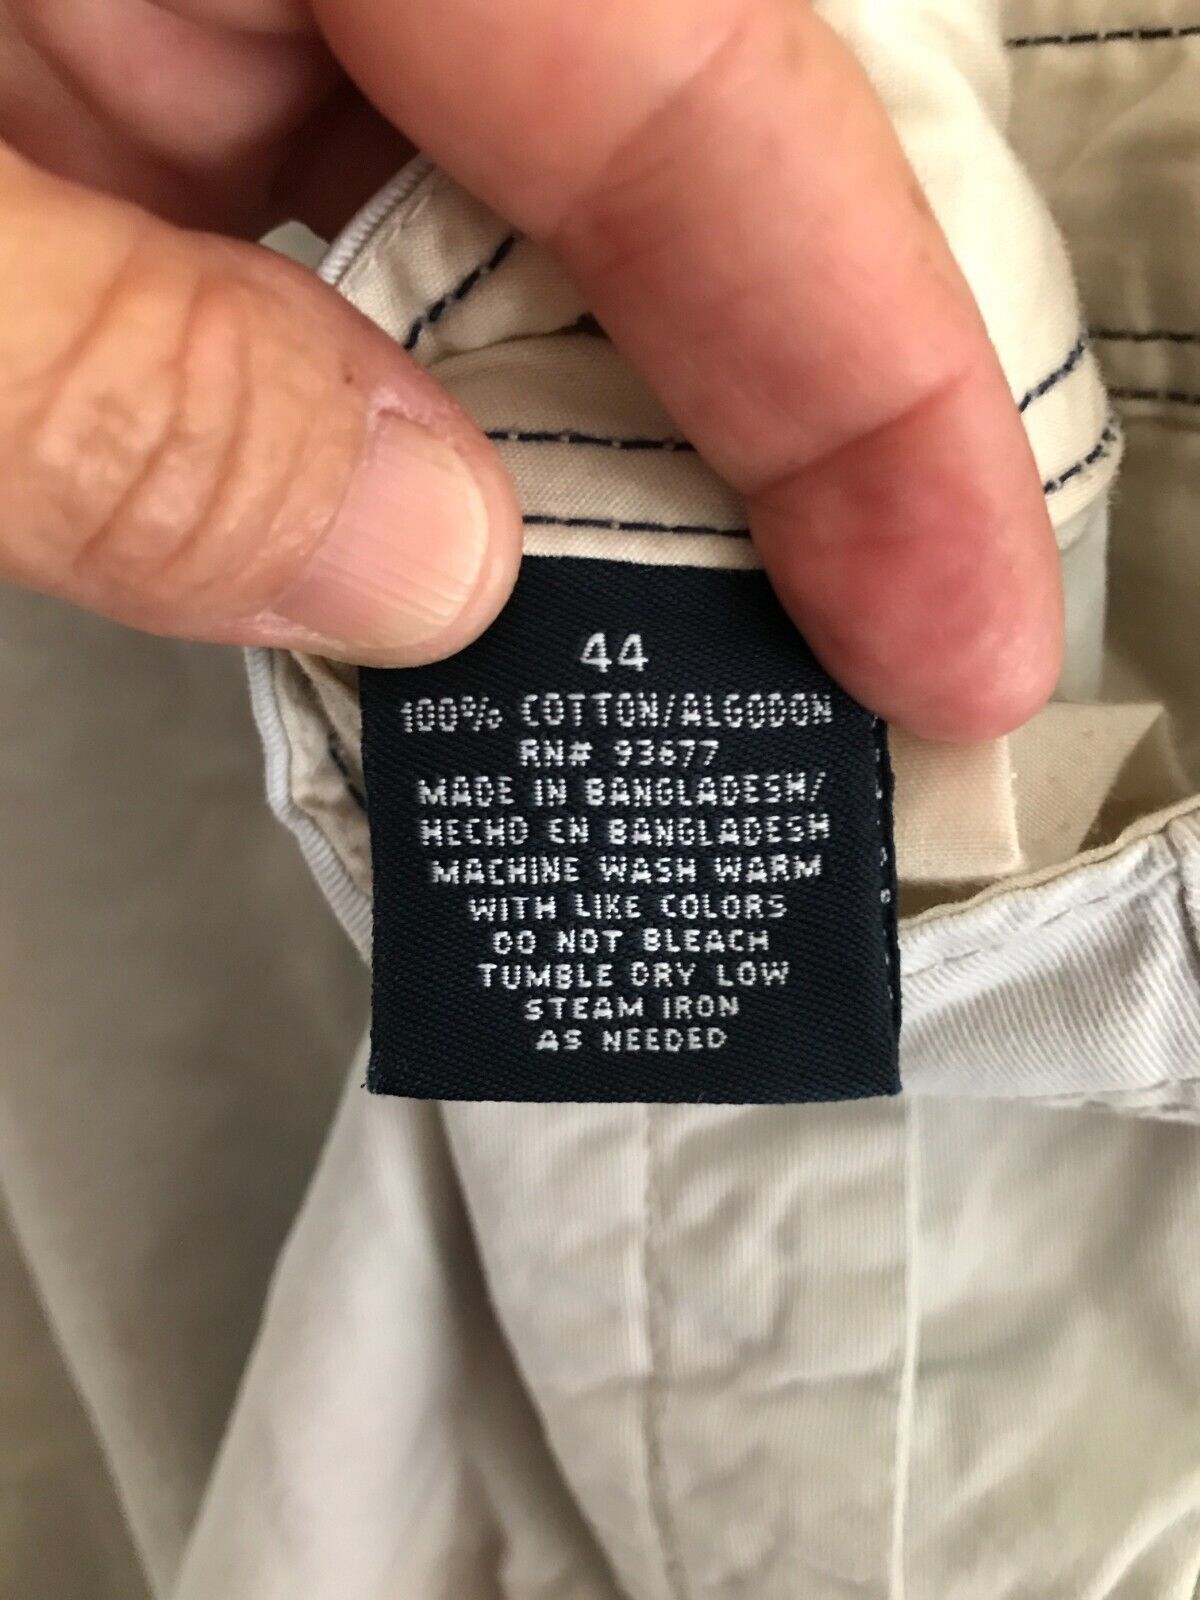 44
100% COTTON/ALGODON
RN# 93677
MADE IN BANGLADESH/
HECHO EN BANGLADESH
MACHINE WASH WARM
WITH LIKE COLORS
DO NOT BLEACH
TUMBLE DRY LOW
STEAM IRON
AS NEEDED